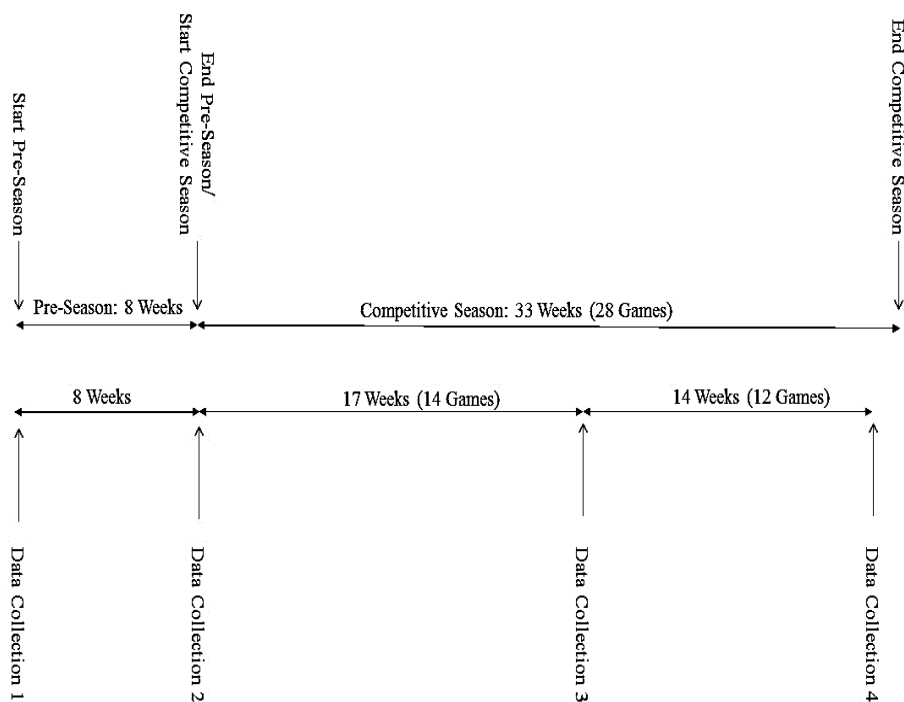 Start Pre-Season
End Pre-Season/
Start Competitive Season
End Competitive Season
Pre-Season: 8 Weeks
Competitive Season: 33 Weeks (28 Games)
8 Weeks
17 Weeks (14 Games)
14 Weeks (12 Games)
Data Collection 1
Data Collection 2
Data Collection 3
Data Collection 4